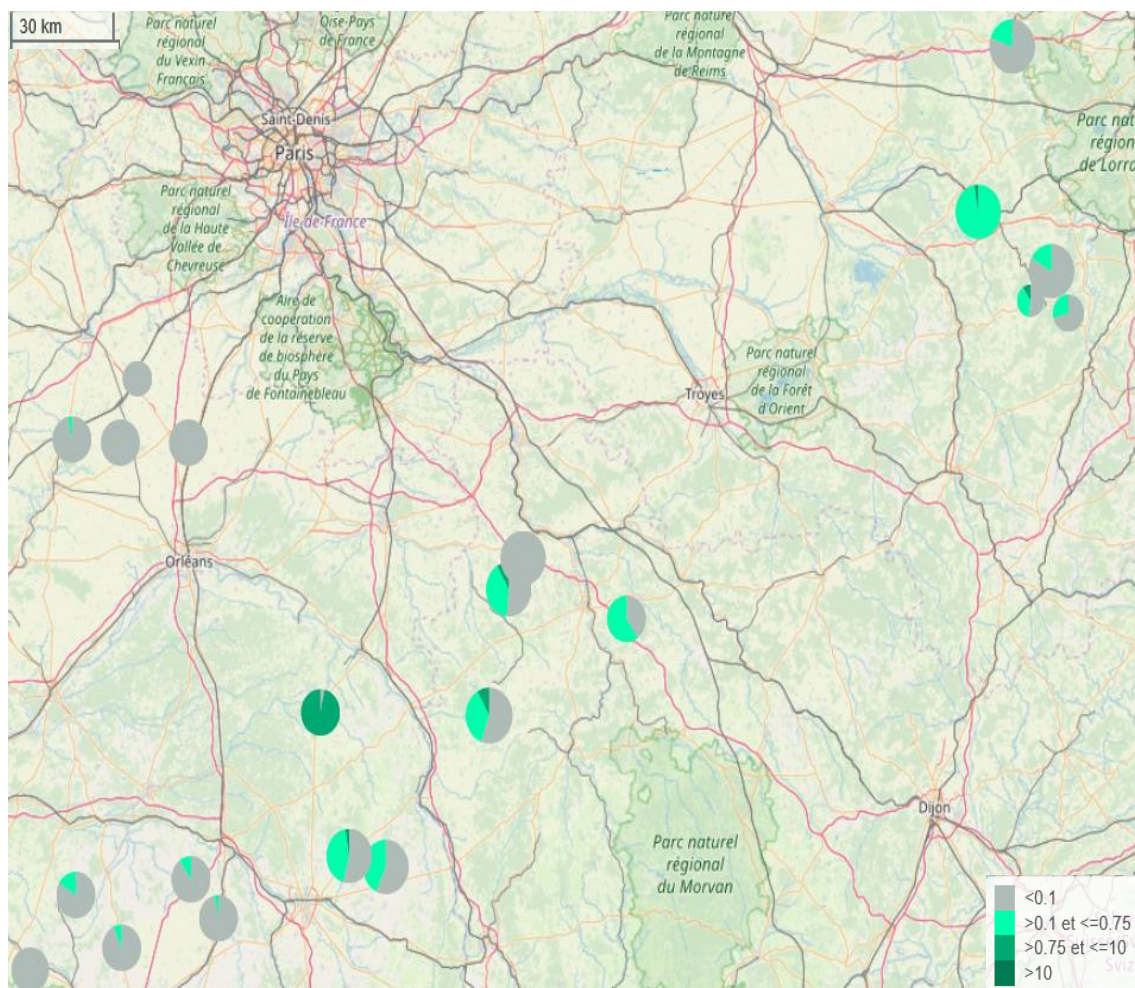 30 km
Parc naturel
régional
du Vexin
Français
Oise-Pays
de France
Parc naturel
régional
de la Montagne
de Reims
Parc nat
région
de Lorra
Saint-Denis
Paris
Île-de-France
Parc naturel
régional
de la Haute
Vallée de
Chevreuse
Aire de
coopération
de la réserve
de biosphère
du Pays
de Fontainebleau
Troyes
Parc naturel
régional
de la Forêt
d'Orient
Orléans
Dijon
Parc naturel
régional
du Morvan
<0.1
>0.1 et <=0.75
>0.75 et <=10
>10